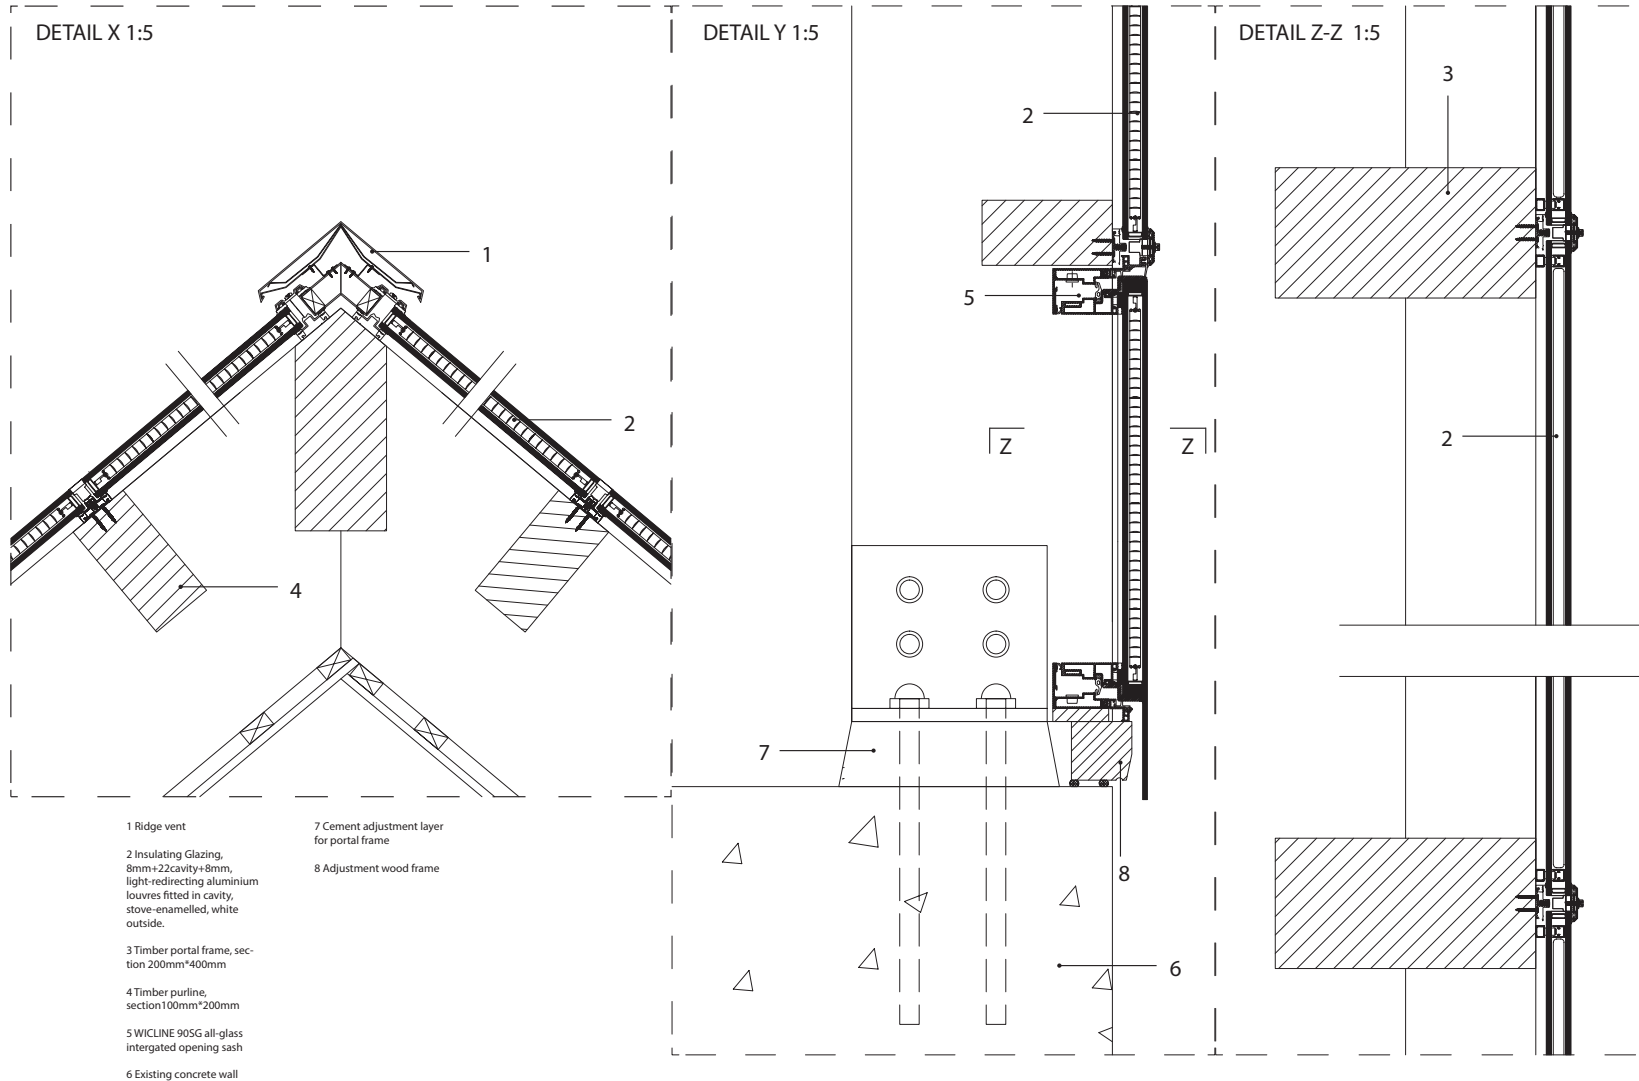 DETAIL X 1:5
DETAIL Y 1:5
DETAIL Z-Z 1:5
1
2
4
2
5
Z
Z
7
8
6
3
2
1 Ridge vent
2 Insulating Glazing,
8mm+22cavity+8mm,
light-redirecting aluminium
louvres fitted in cavity,
stove-enamelled, white
outside.
3 Timber portal frame, sec-
tion 200mm*400mm
4 Timber purline,
section100mm*200mm
5 WICLINE 90SG all-glass
intergated opening sash
6 Existing concrete wall
7 Cement adjustment layer
for portal frame
8 Adjustment wood frame